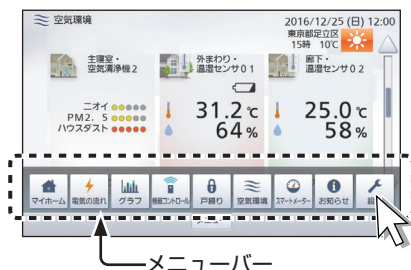 空気環境
2016/12/25 (日) 12:00
東京都足立区
15時 10℃
主寝室・
空気清浄機2
外まわり・
温湿センサ01
廊下・
温湿センサ02
ニオイ
PM2. 5
ハウスダスト
31.2℃
64%
25.0℃
58%
マイホーム 電気の流れ グラフ 機器コントロール 戸締り 空気環境 スマートメーター お知らせ
メニューバー